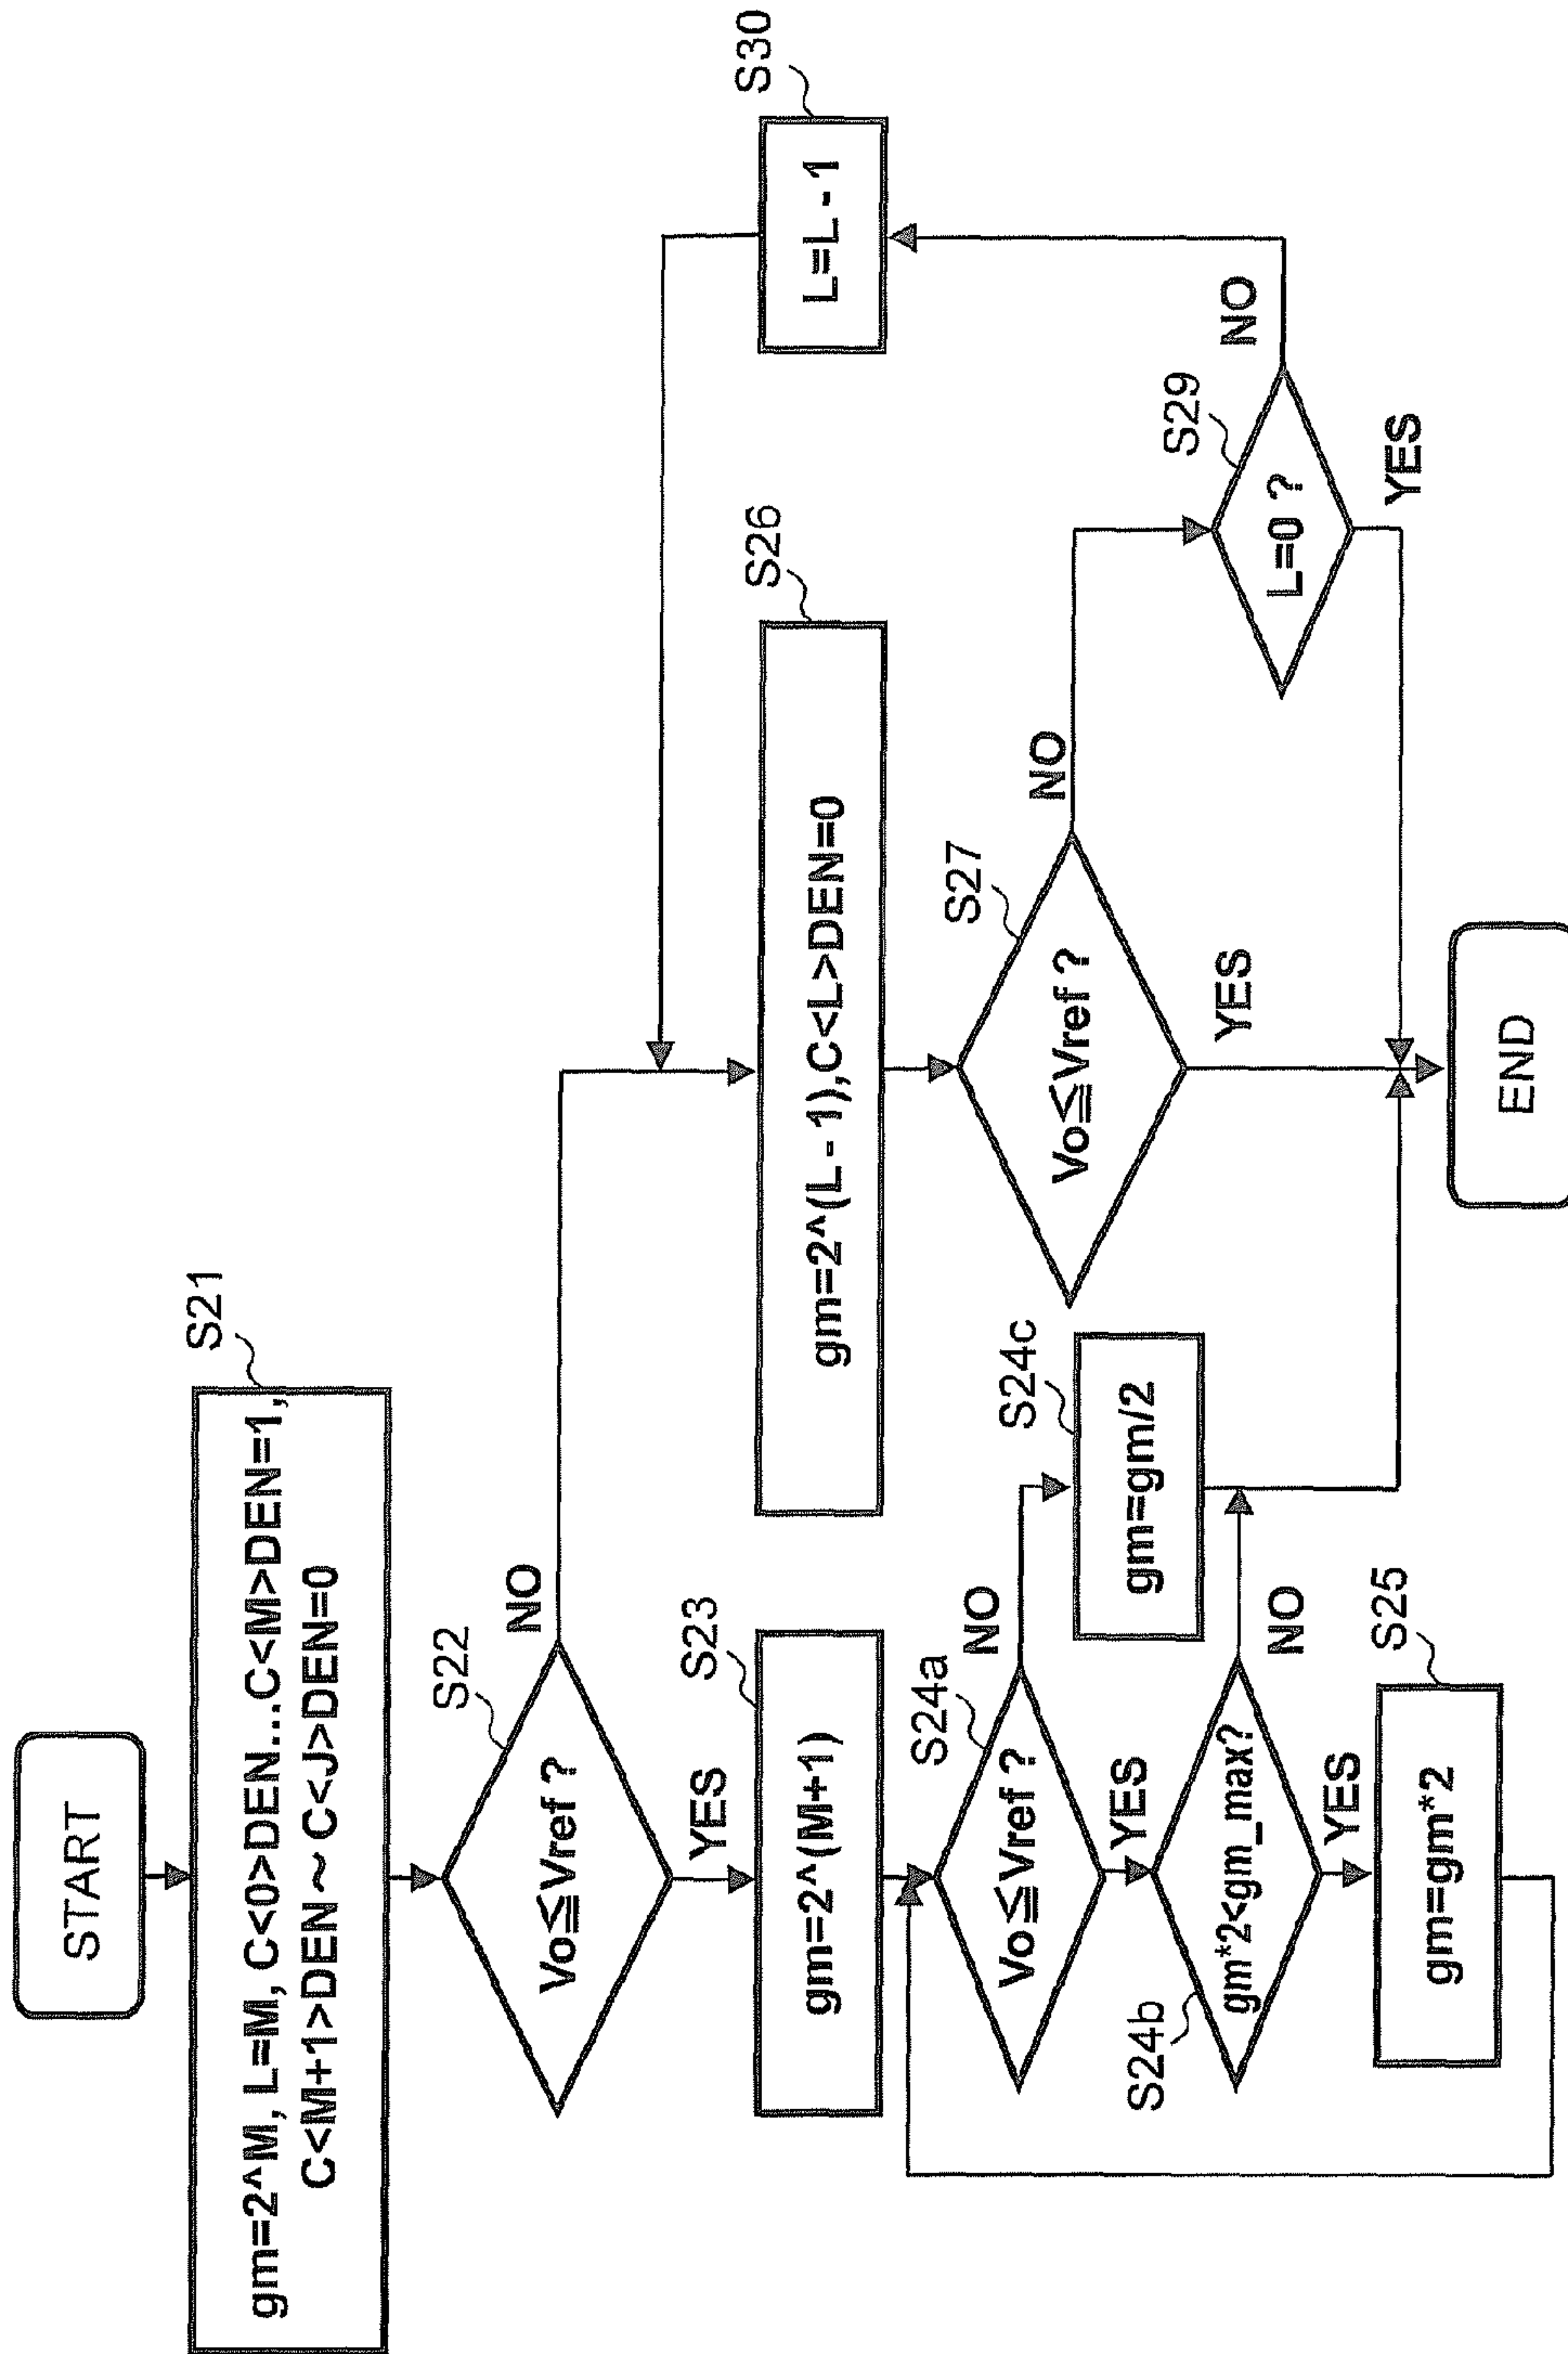 START
S21
gm=2^M, L=M, C<0>DEN...C<M>DEN=1,
C<M+1>DEN ~ C<J>DEN=0
S22
Vo≦Vref ?
NO
YES
S23
gm=2^(M+1)
S24a
Vo≦Vref ?
NO
YES
S24b
gm*2<gm_max?
NO
YES
S24c
gm=gm/2
S25
gm=gm*2
S26
gm=2^(L - 1),C<L>DEN=0
S27
Vo≦Vref ?
NO
YES
S29
L=0 ?
NO
YES
S30
L=L - 1
END